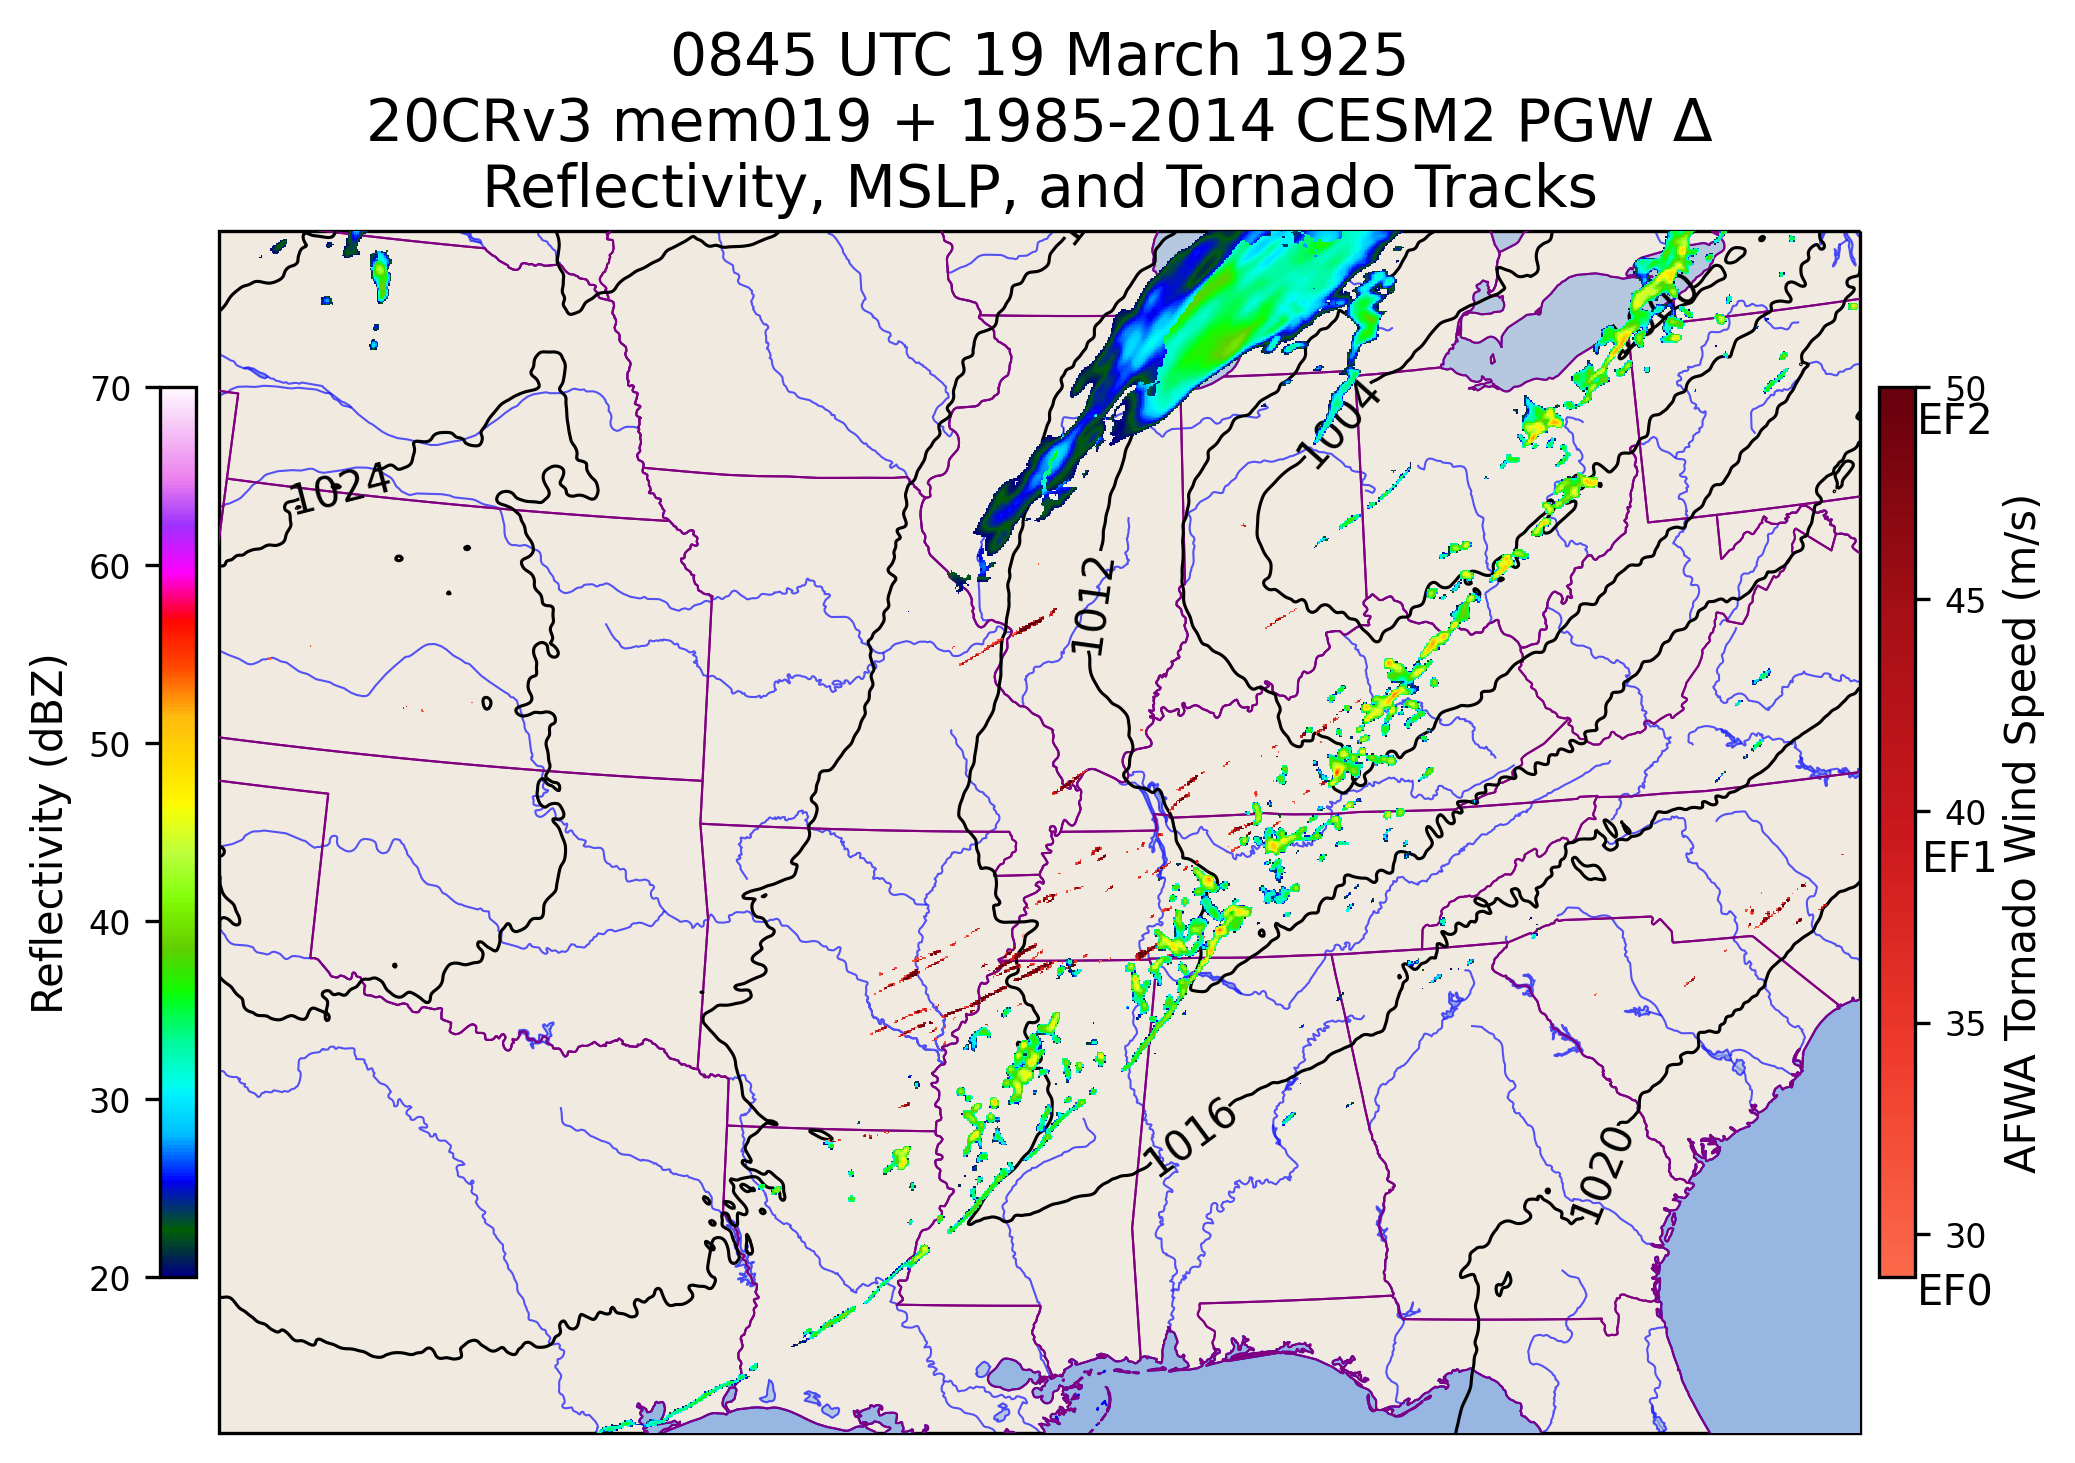 0845 UTC 19 March 1925
20CRv3 mem019 + 1985-2014 CESM2 PGW Δ
Reflectivity, MSLP, and Tornado Tracks
Reflectivity (dBZ)
70
60
50
40
30
20
1024
1012
1004
1016
1020
50
EF2
45
40
EF1
35
30
EF0
AFWA Tornado Wind Speed (m/s)